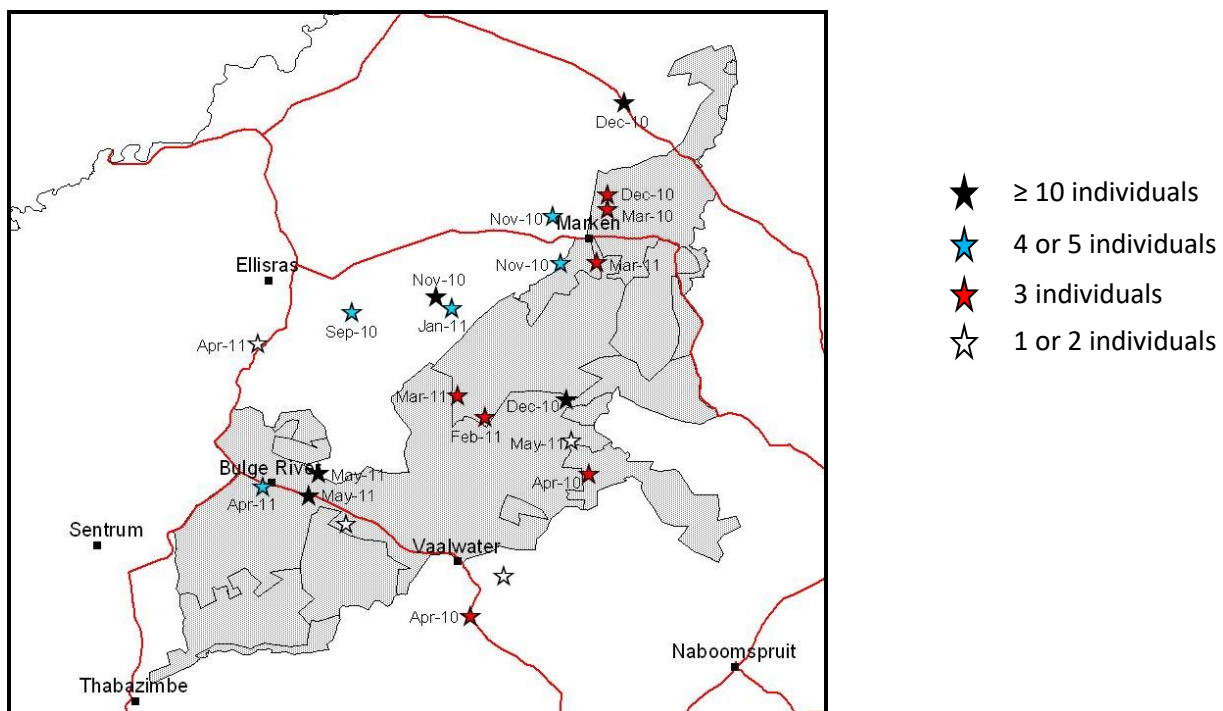 Dec-10
Dec-10
Mar-10
Nov-10
Marken
Nov-10
Mar-11
Ellisras
Nov-10
Jan-11
Sep-10
Apr-11
Mar-11
Dec-10
Feb-11
May-11
Apr-10
Bulge River
May-11
Apr-11
May-11
Sentrum
Vaalwater
Apr-10
Naboomspruit
Thabazimbe
≥ 10 individuals
4 or 5 individuals
3 individuals
1 or 2 individuals